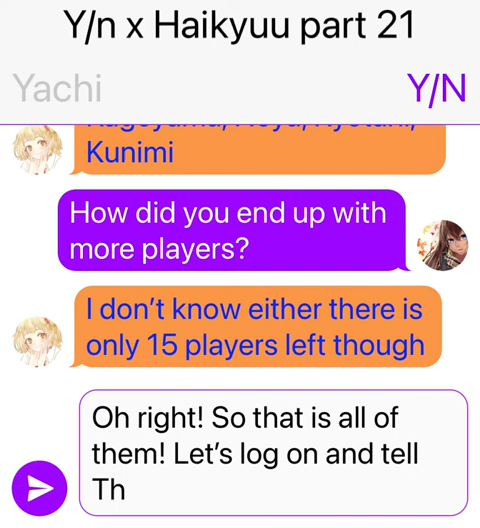 Y/n x Haikyuu part 21
Yachi
Y/N
Kunimi
How did you end up with
more players?
I don't know either there is
only 15 players left though
Oh right! So that is all of
them! Let's log on and tell
Th